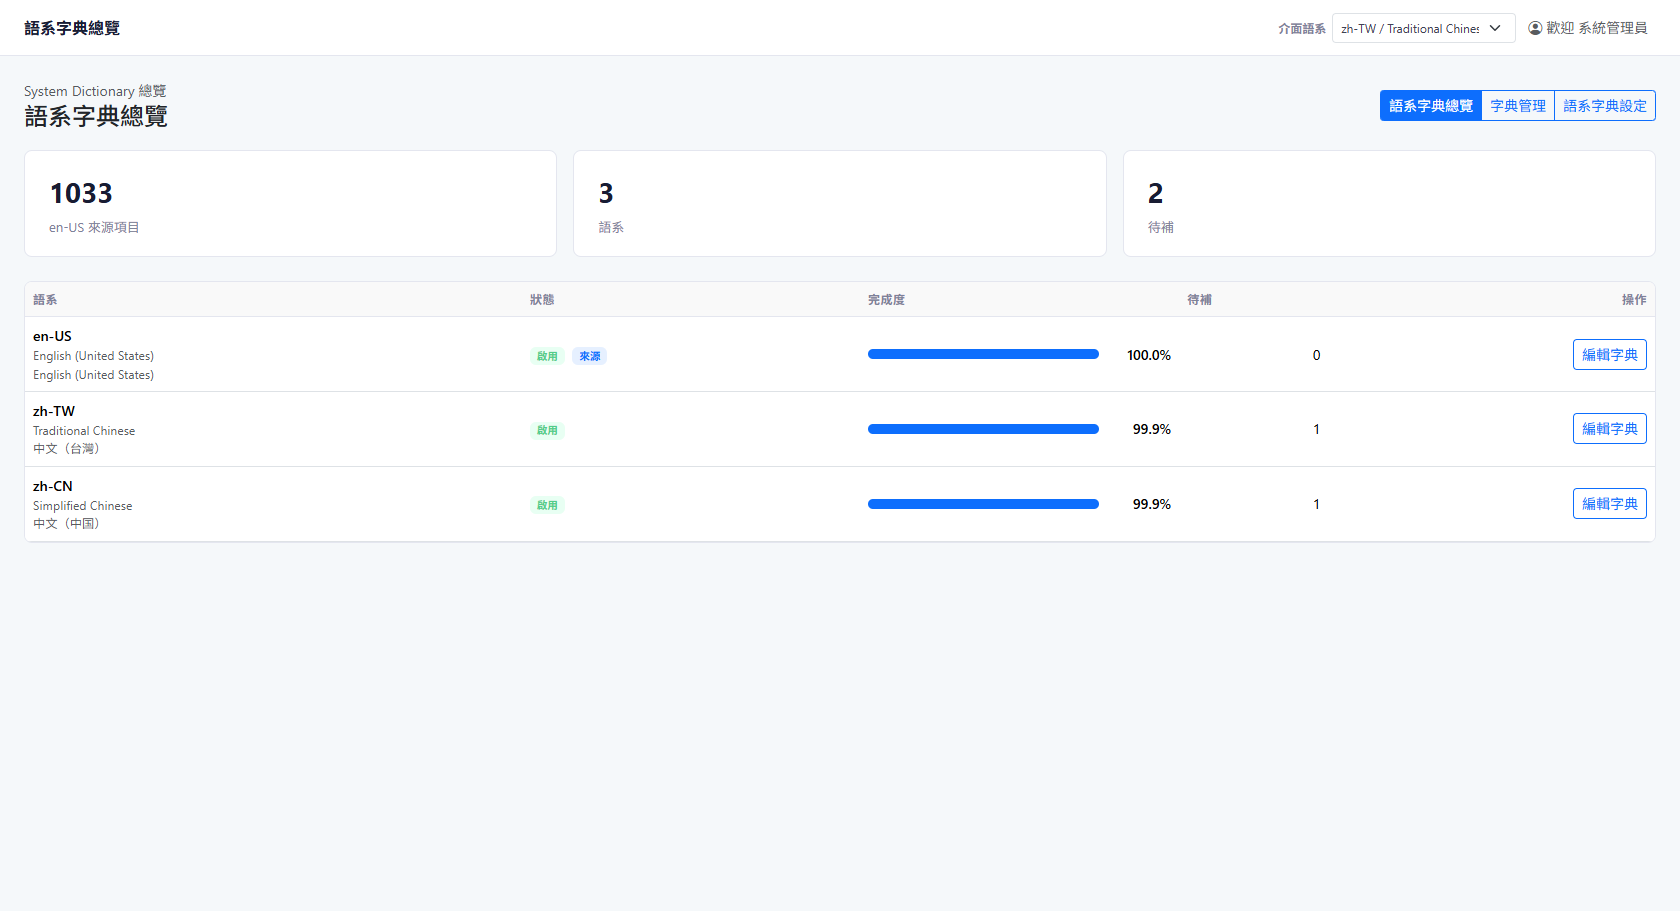 語系字典總覽
介面語系 zh-TW / Traditional Chines 歡迎 系統管理員
System Dictionary 總覽
語系字典總覽
語系字典總覽 字典管理 語系字典設定
1033
en-US 來源項目
3
語系
2
待補
語系 狀態 完成度 待補 操作
en-US
English (United States)
English (United States)
啟用 來源 100.0% 0 編輯字典
zh-TW
Traditional Chinese
中文（台灣）
啟用 99.9% 1 編輯字典
zh-CN
Simplified Chinese
中文（中国）
啟用 99.9% 1 編輯字典